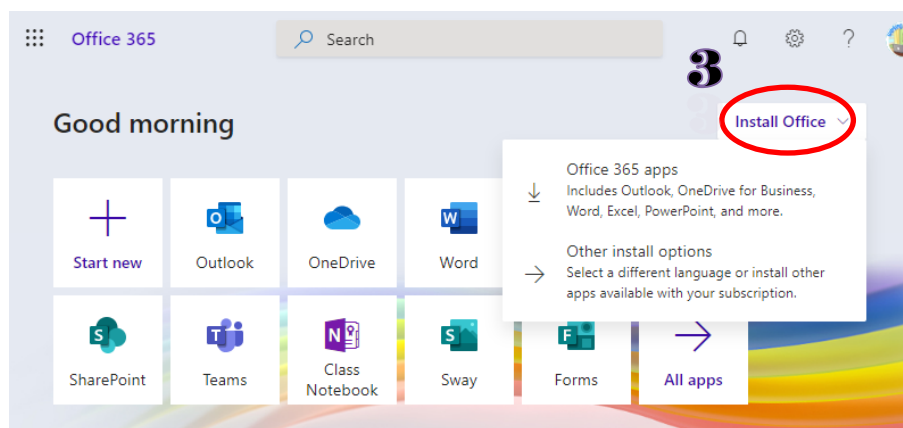 Office 365
Search
?
3
Good morning
Install Office
Office 365 apps
Includes Outlook, OneDrive for Business,
Word, Excel, PowerPoint, and more.
Other install options
Select a different language or install other
apps available with your subscription.
Start new
Outlook
OneDrive
Word
SharePoint
Teams
Class
Notebook
Sway
Forms
All apps